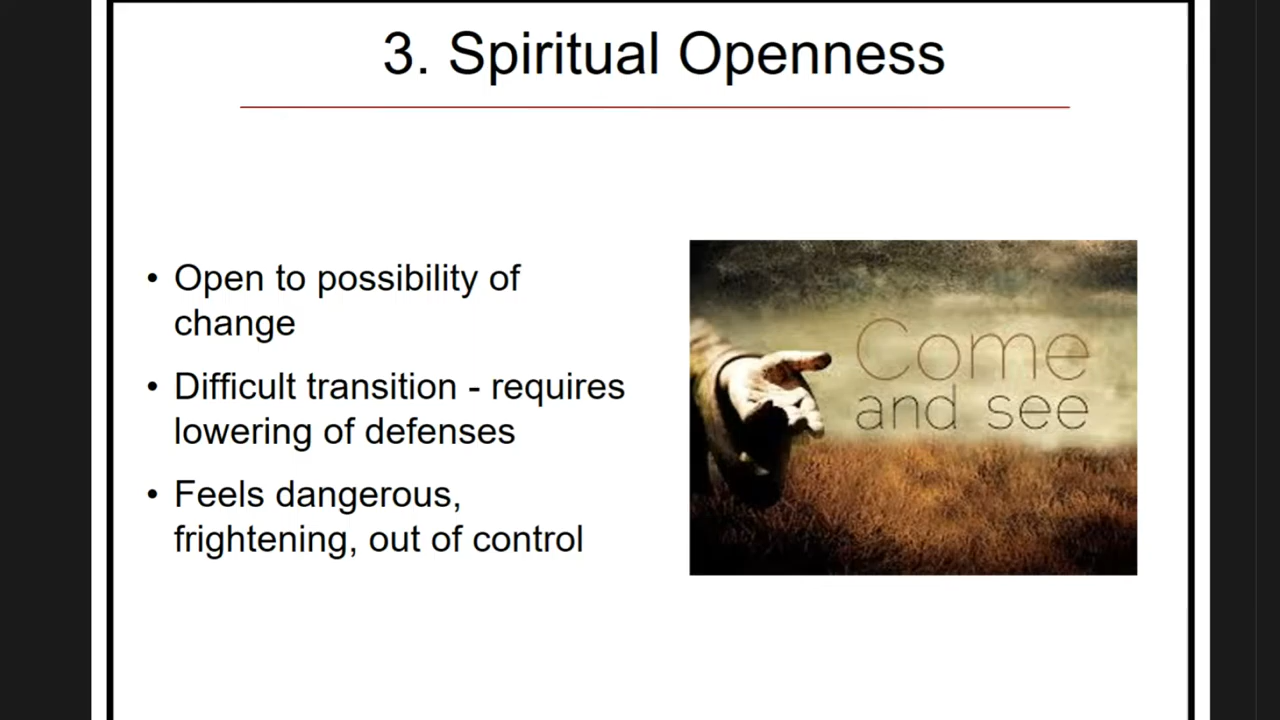 3. Spiritual Openness
• Open to possibility of
change
• Difficult transition - requires
lowering of defenses
• Feels dangerous,
frightening, out of control
Come
and see